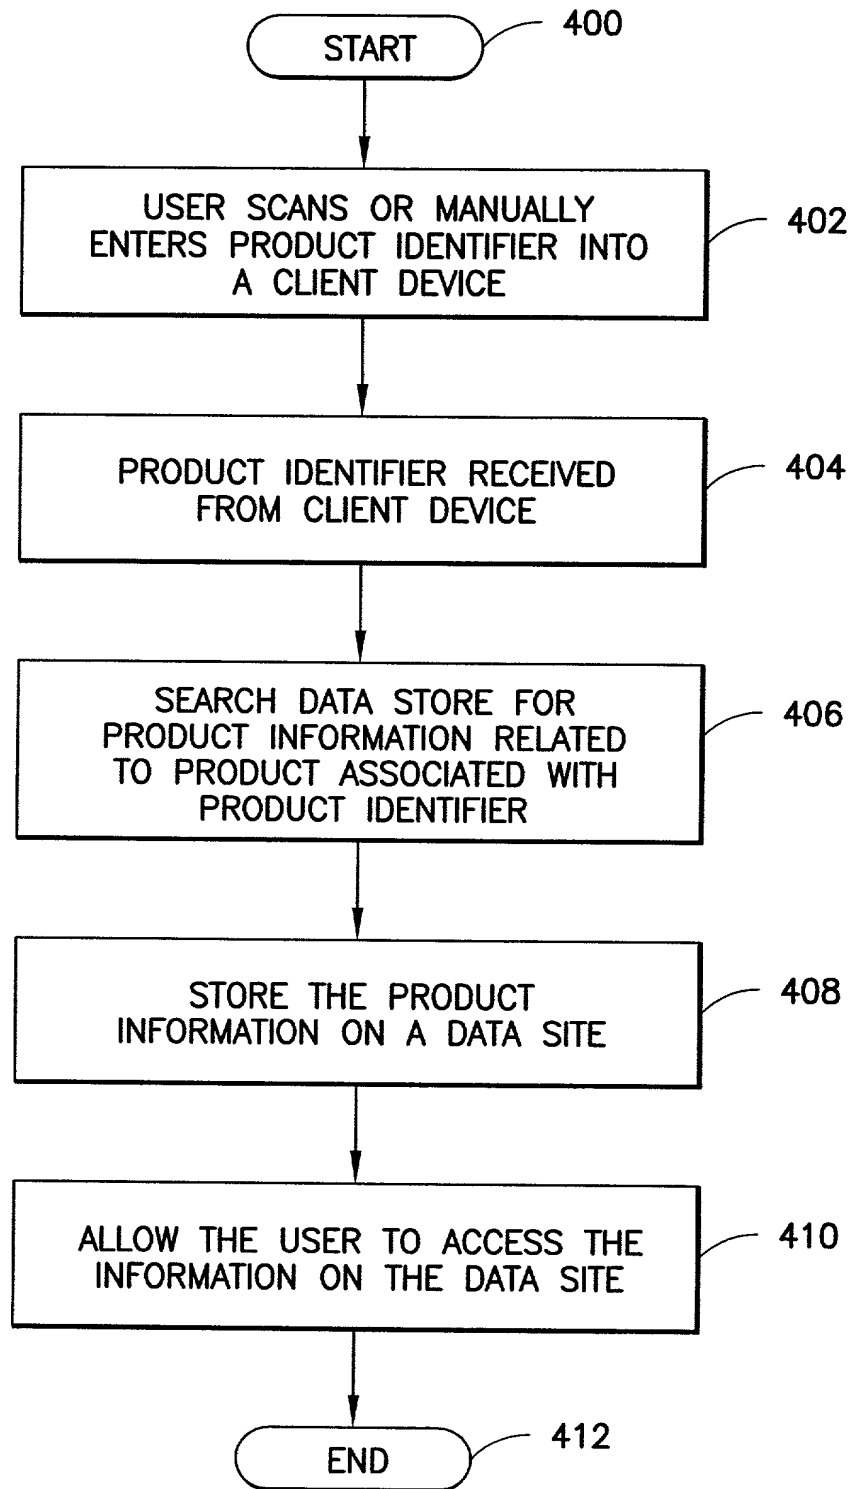 START
400
USER SCANS OR MANUALLY
ENTERS PRODUCT IDENTIFIER INTO
A CLIENT DEVICE
402
PRODUCT IDENTIFIER RECEIVED
FROM CLIENT DEVICE
404
SEARCH DATA STORE FOR
PRODUCT INFORMATION RELATED
TO PRODUCT ASSOCIATED WITH
PRODUCT IDENTIFIER
406
STORE THE PRODUCT
INFORMATION ON A DATA SITE
408
ALLOW THE USER TO ACCESS THE
INFORMATION ON THE DATA SITE
410
END
412